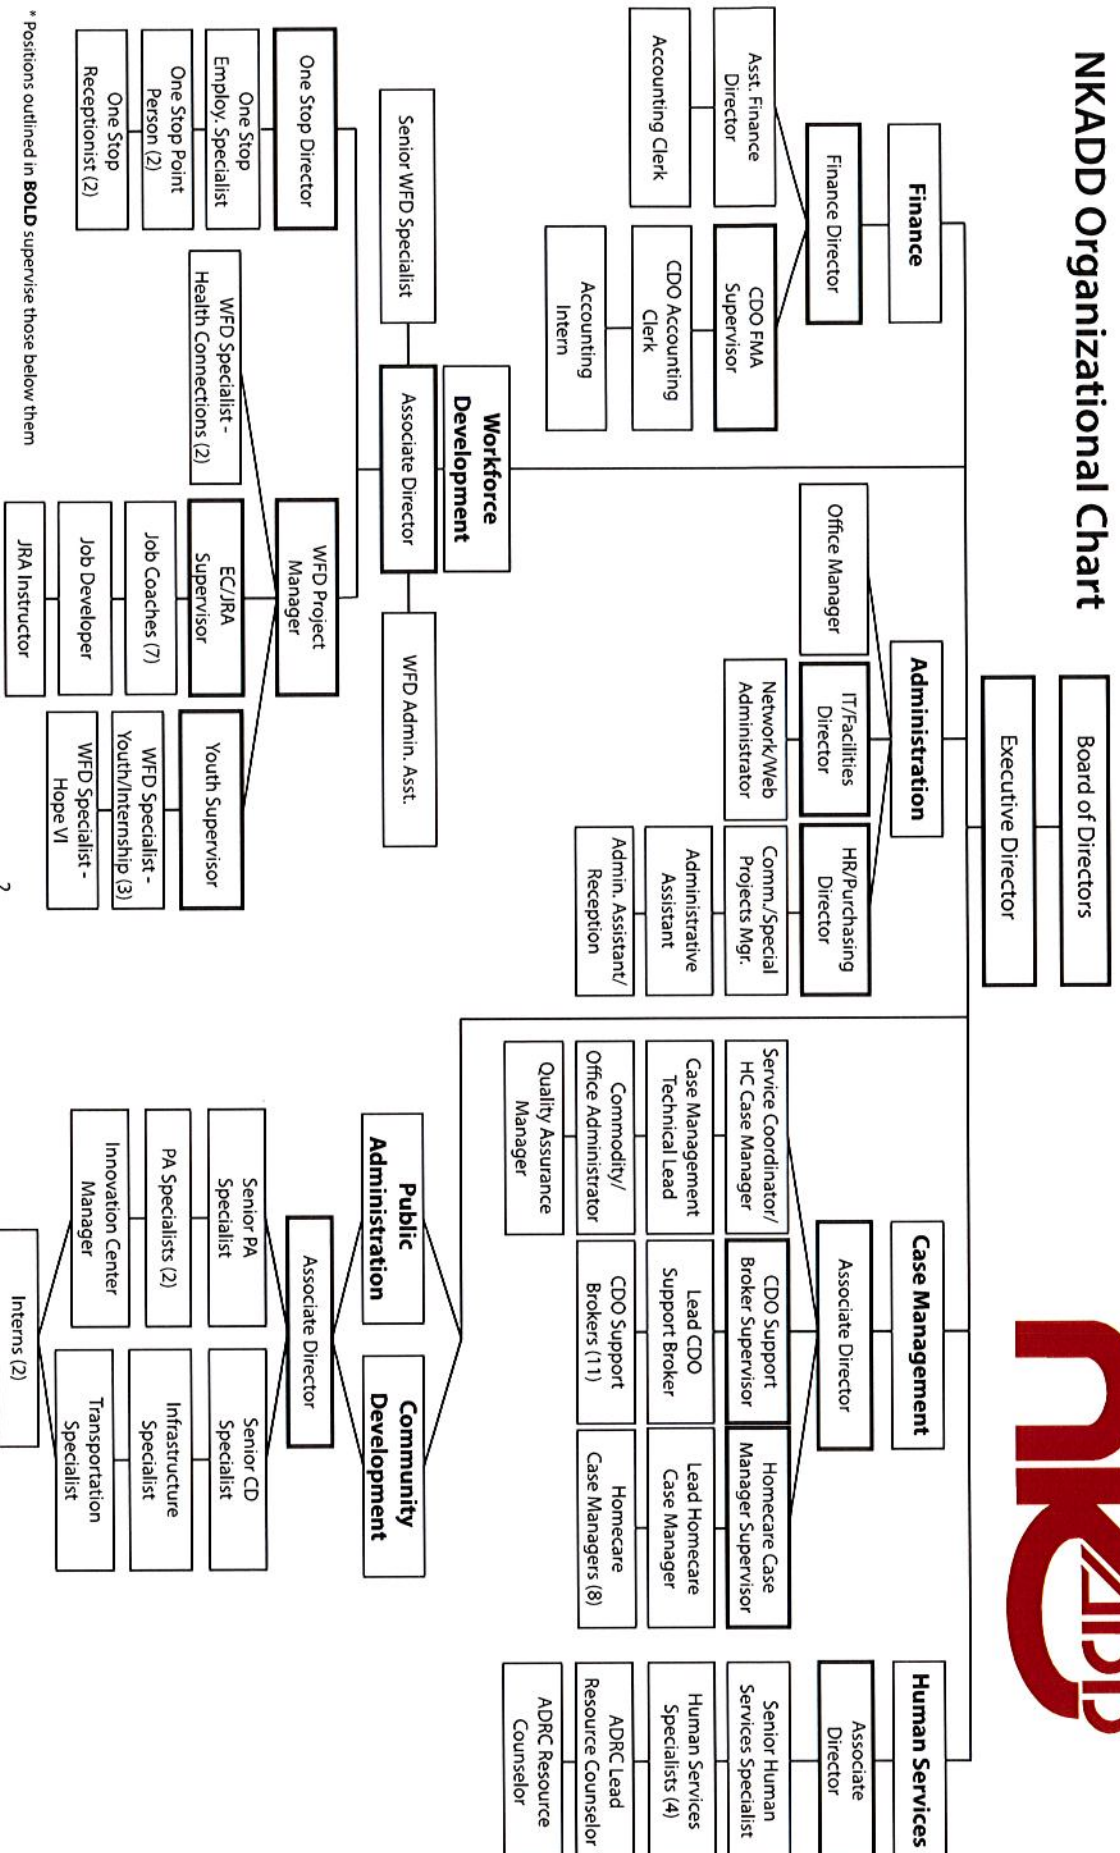 NKADD Organizational Chart
Board of Directors
Executive Director
Finance
Finance Director
Asst. Finance
Director
Accounting Clerk
CDO FMA
Supervisor
CDO Accounting
Clerk
Accounting
Intern
Administration
Office Manager
IT/Facilities
Director
Network/Web
Administrator
HR/Purchasing
Director
Comm./Special
Projects Mgr.
Administrative
Assistant
Admin. Assistant/
Reception
Case Management
Associate Director
Service Coordinator/
HC Case Manager
Case Management
Technical Lead
Commodity/
Office Administrator
Quality Assurance
Manager
CDO Support
Broker Supervisor
Lead CDO
Support Broker
CDO Support
Brokers (11)
Homecare Case
Manager Supervisor
Lead Homecare
Case Manager
Homecare
Case Managers (8)
Human Services
Associate
Director
Senior Human
Services Specialist
Human Services
Specialists (4)
ADRC Lead
Resource Counselor
ADRC Resource
Counselor
Workforce
Development
Senior WFD Specialist
Associate Director
WFD Admin. Asst.
One Stop Director
One Stop
Employ. Specialist
One Stop Point
Person (2)
One Stop
Receptionist (2)
WFD Project
Manager
WFD Specialist -
Health Connections (2)
EC/JRA
Supervisor
Job Coaches (7)
Job Developer
JRA Instructor
Youth Supervisor
WFD Specialist -
Youth/Internship (3)
WFD Specialist -
Hope VI
Public
Administration
Community
Development
Associate Director
Senior PA
Specialist
PA Specialists (2)
Innovation Center
Manager
Senior CD
Specialist
Infrastructure
Specialist
Transportation
Specialist
Interns (2)
* Positions outlined in BOLD supervise those below them
2
nkADD